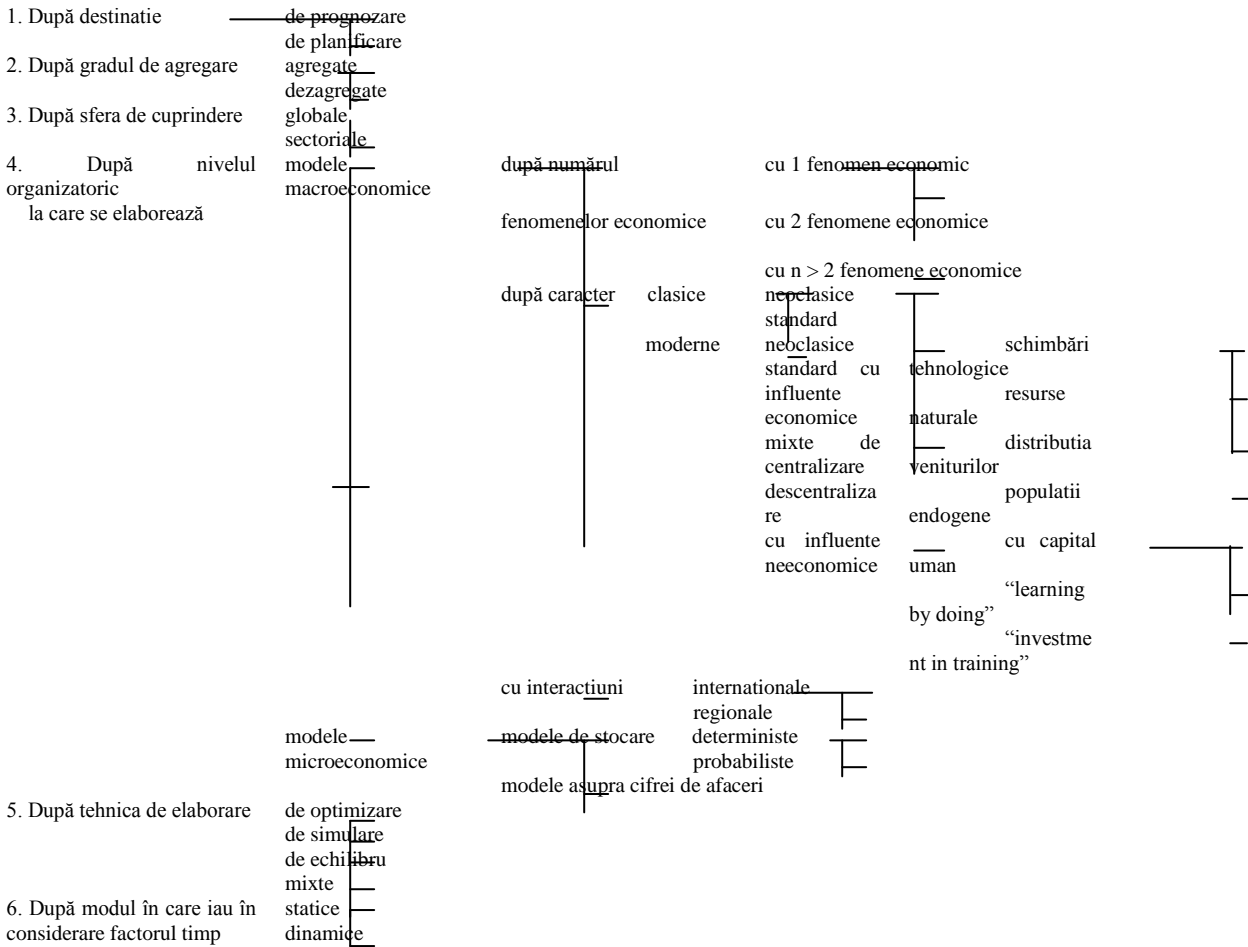 1. După destinatie de prognozare
de planificare
2. După gradul de agregare agregate
dezagregate
3. După sfera de cuprindere globale
sectoriale
4. După nivelul modele după numărul cu 1 fenomen economic
organizatoric macroeconomice
la care se elaborează
fenomenelor economice cu 2 fenomene economice
cu n > 2 fenomene economice
după caracter clasice neoclasice
standard
moderne neoclasice schimbări
standard cu tehnologice
influente resurse
economice naturale
mixte de distributia
centralizare veniturilor
descentraliza populatii
re endogene
cu influente cu capital
neeconomice uman
“learning
by doing”
“investme
nt in training”
cu interactiuni internationale
regionale
modele modele de stocare deterministe
microeconomice probabiliste
modele asupra cifrei de afaceri
5. După tehnica de elaborare de optimizare
de simulare
de echilibru
mixte
6. După modul în care iau în statice
considerare factorul timp dinamice